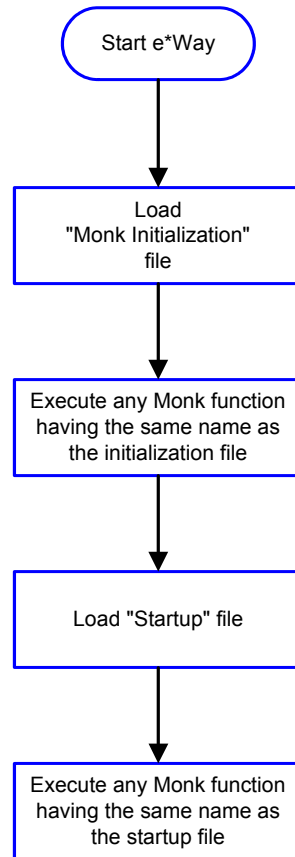 Start e*Way
Load
"Monk Initialization"
file
Execute any Monk function
having the same name as
the initialization file
Load "Startup" file
Execute any Monk function
having the same name as
the startup file